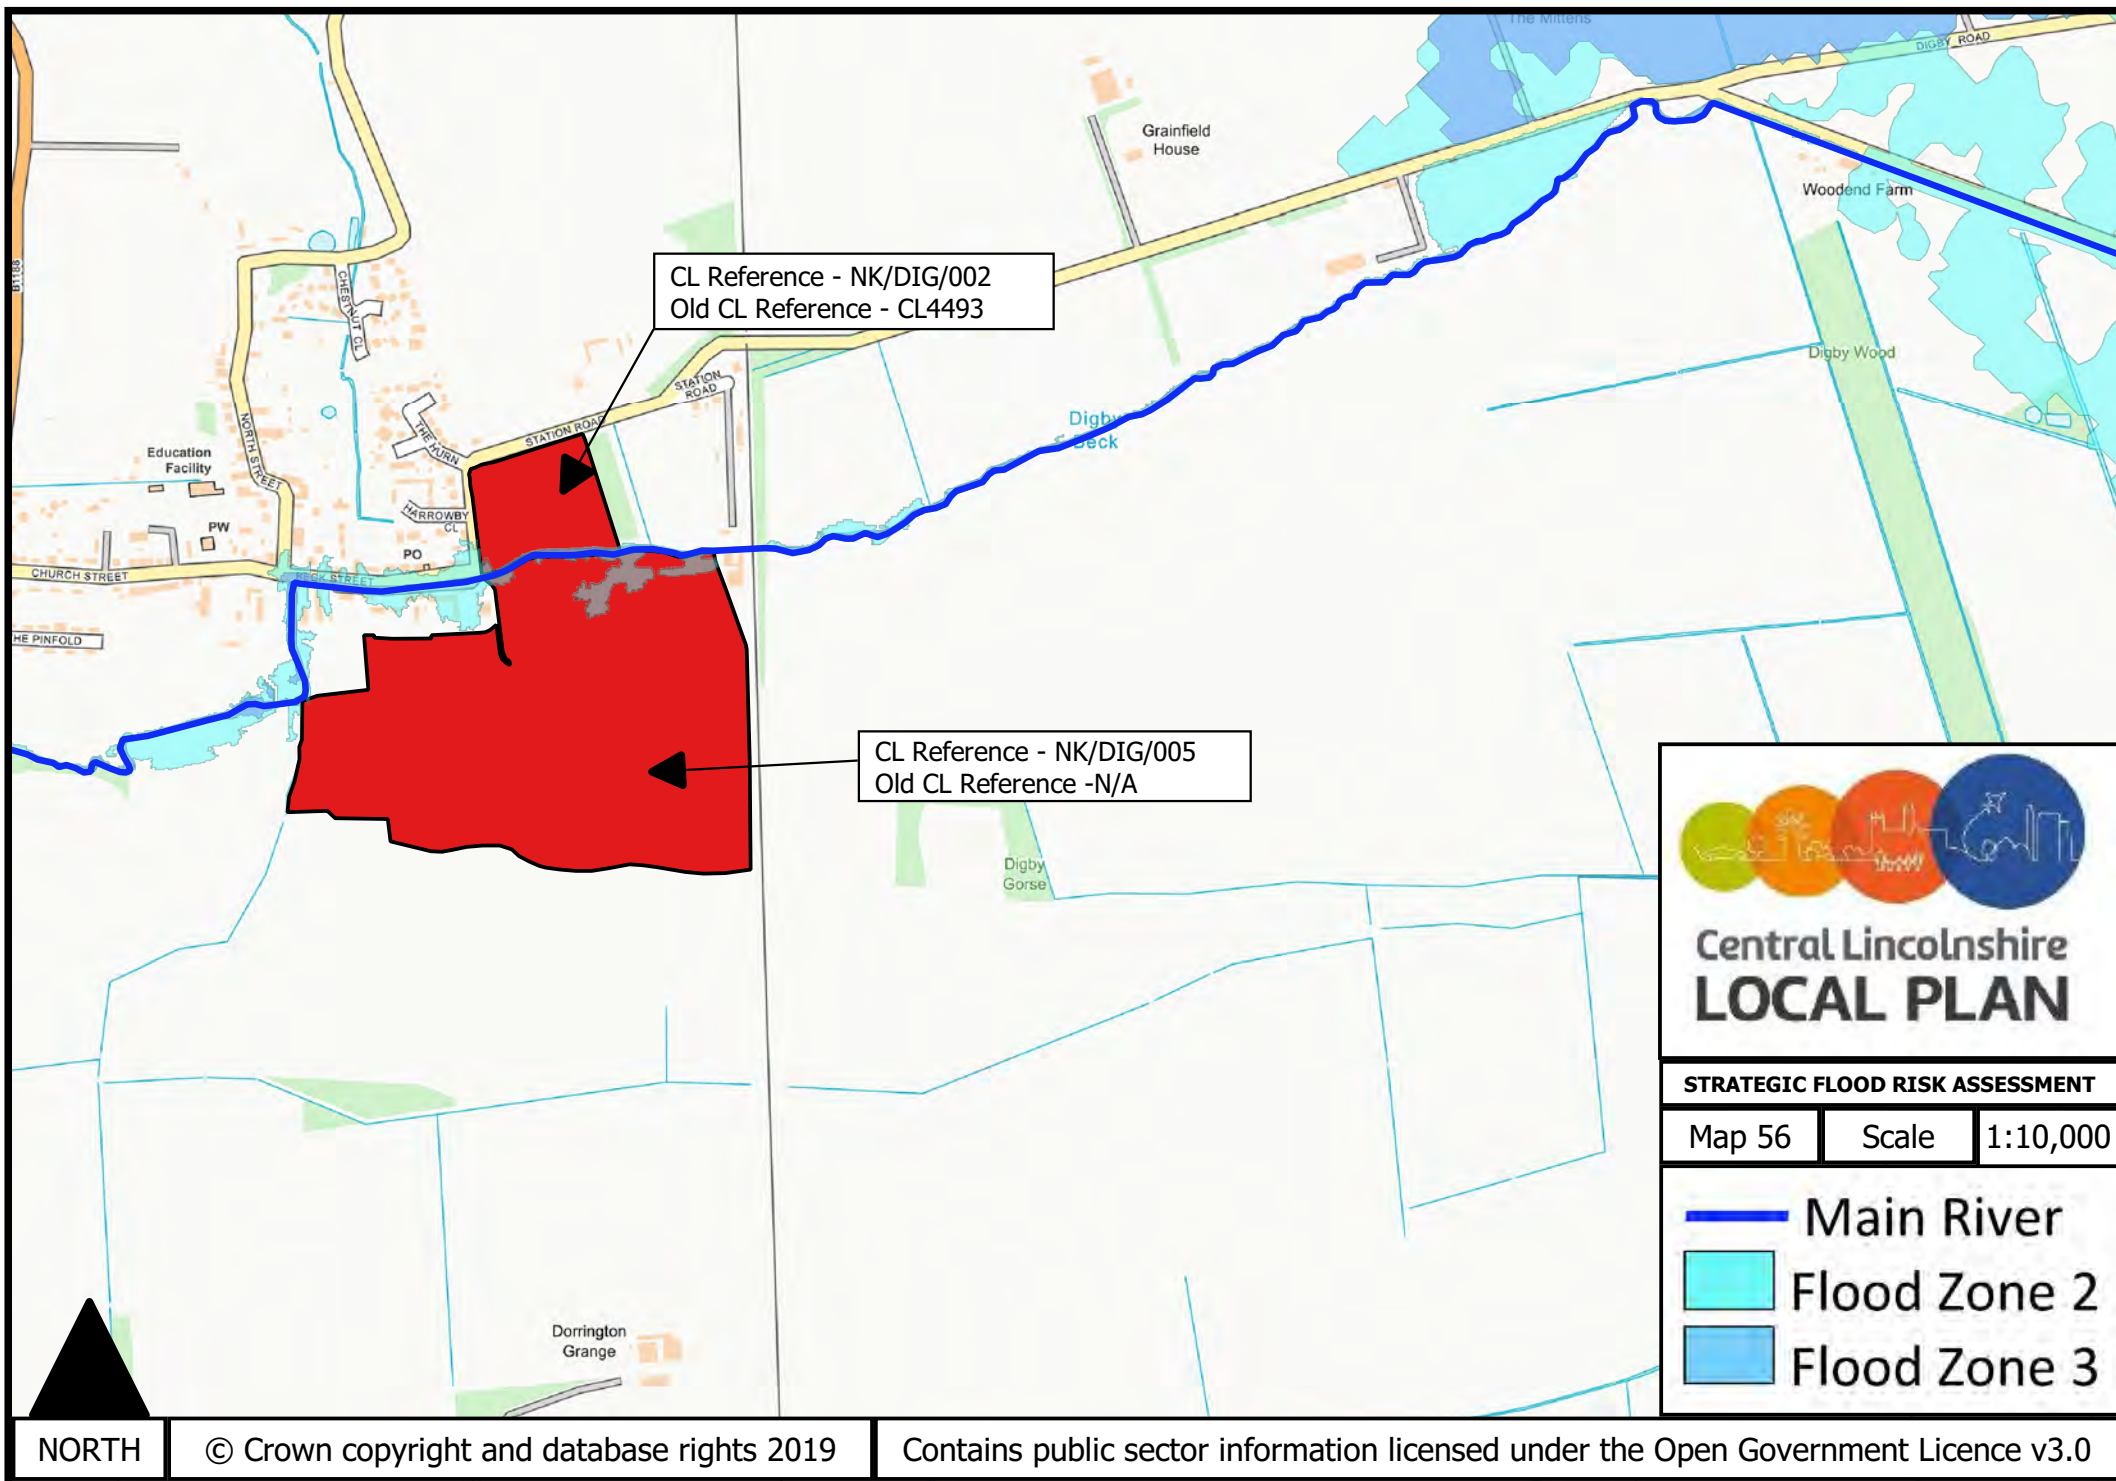 The Mittens
DIGBY ROAD
B1188
Grainfield
House
Woodend Farm
CL Reference - NK/DIG/002
Old CL Reference - CL4493
CHESTNUT CL
Digby Wood
STATION
ROAD
STATION ROAD
THE HURN
NORTH STREET
Digby
Beck
Education
Facility
HARROWBY
CL
PW
PO
CHURCH STREET
BECK STREET
HE PINFOLD
CL Reference - NK/DIG/005
Old CL Reference -N/A
Digby
Gorse
Central Lincolnshire
LOCAL PLAN
STRATEGIC FLOOD RISK ASSESSMENT
Map 56
Scale
1:10,000
Main River
Flood Zone 2
Flood Zone 3
Dorrington
Grange
NORTH
© Crown copyright and database rights 2019
Contains public sector information licensed under the Open Government Licence v3.0